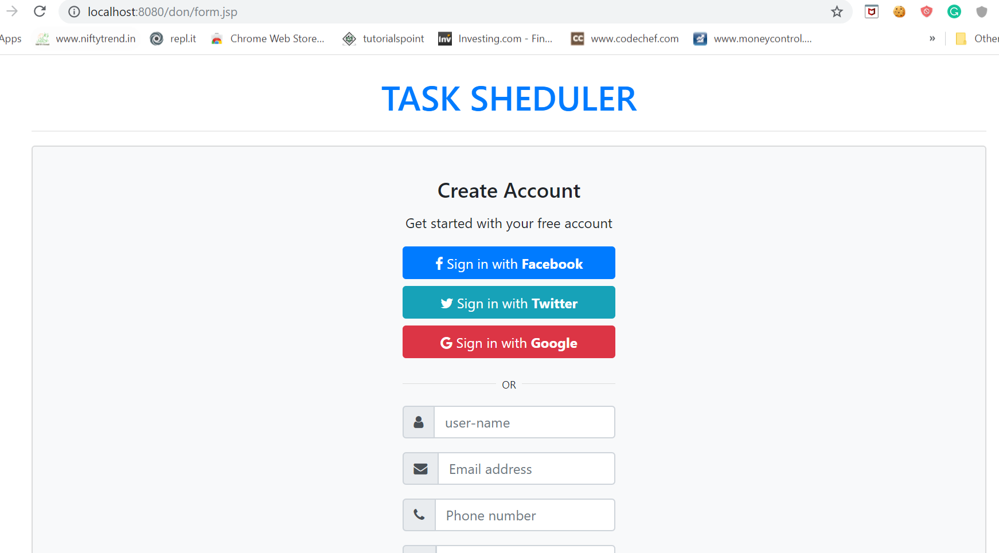 localhost:8080/don/form.jsp
Apps www.niftytrend.in repl.it Chrome Web Store... tutorialspoint Investing.com - Fin... www.codechef.com www.moneycontrol.... » Other
TASK SHEDULER
Create Account
Get started with your free account
Sign in with Facebook
Sign in with Twitter
Sign in with Google
OR
user-name
Email address
Phone number